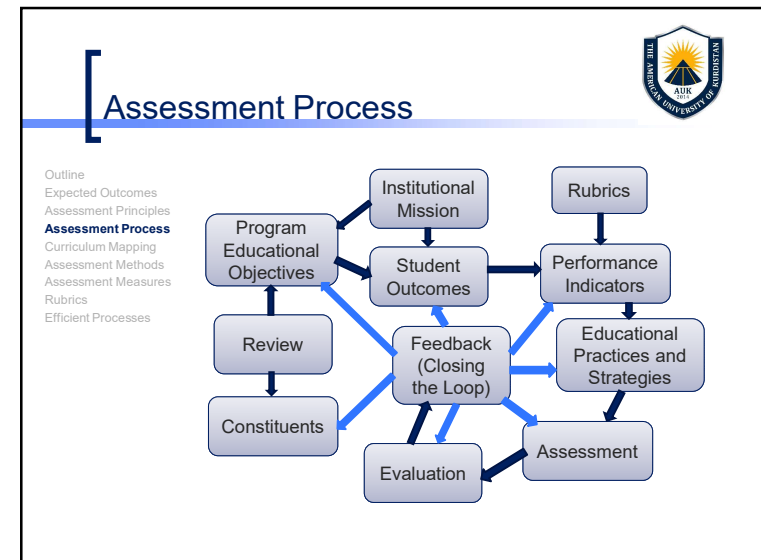 Assessment Process
THE AMERICAN UNIVERSITY OF KURDISTAN
AUK
2014
Outline
Expected Outcomes
Assessment Principles
Assessment Process
Curriculum Mapping
Assessment Methods
Assessment Measures
Rubrics
Efficient Processes
Institutional
Mission
Rubrics
Program
Educational
Objectives
Student
Outcomes
Performance
Indicators
Review
Feedback
(Closing
the Loop)
Educational
Practices and
Strategies
Constituents
Evaluation
Assessment